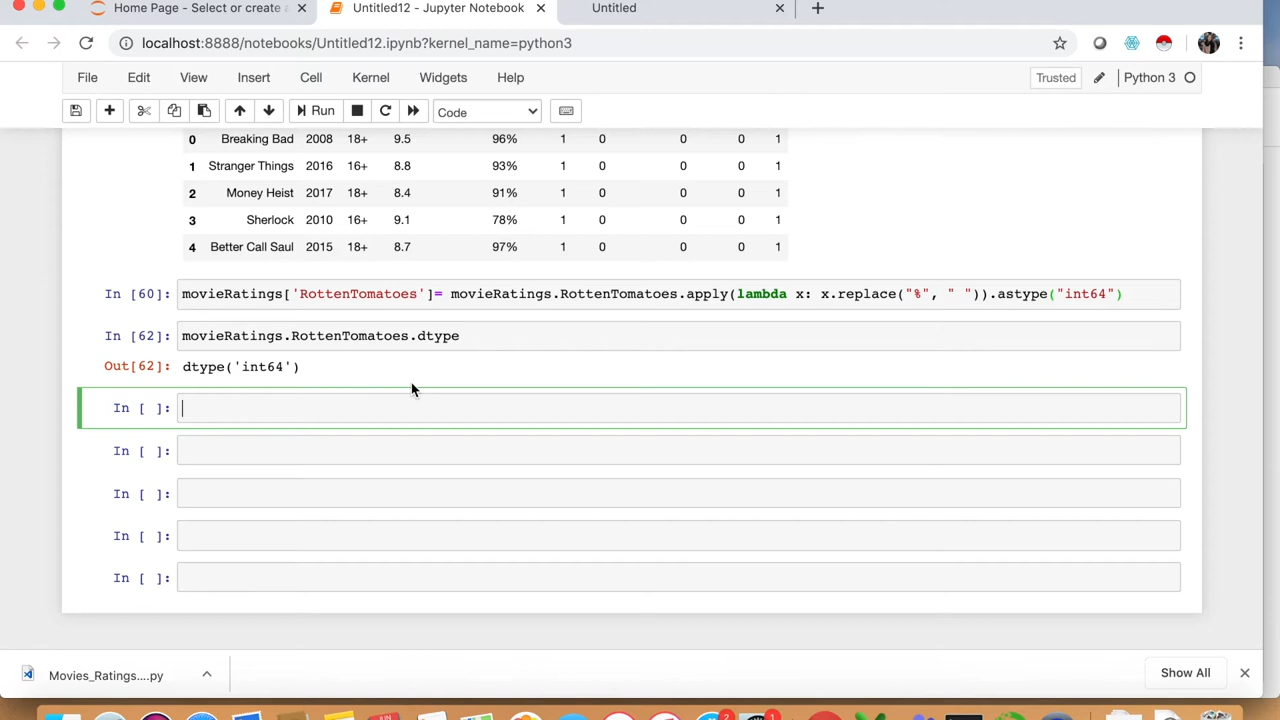 Home Page - Select or create a
Untitled12 - Jupyter Notebook
Untitled
localhost:8888/notebooks/Untitled12.ipynb?kernel_name=python3
File Edit View Insert Cell Kernel Widgets Help Trusted Python 3
Run Code
0 Breaking Bad 2008 18+ 9.5 96% 1 0 0 1
1 Stranger Things 2016 16+ 8.8 93% 1 0 0 1
2 Money Heist 2017 18+ 8.4 91% 1 0 0 1
3 Sherlock 2010 16+ 9.1 78% 1 0 0 1
4 Better Call Saul 2015 18+ 8.7 97% 1 0 0 1
In [60]: movieRatings['RottenTomatoes']= movieRatings.RottenTomatoes.apply(lambda x: x.replace("%", " ")).astype("int64")
In [62]: movieRatings.RottenTomatoes.dtype
Out[62]: dtype('int64')
In [ ]:
In [ ]:
In [ ]:
In [ ]:
In [ ]:
Movies_Ratings....py
Show All
JUN
2
1